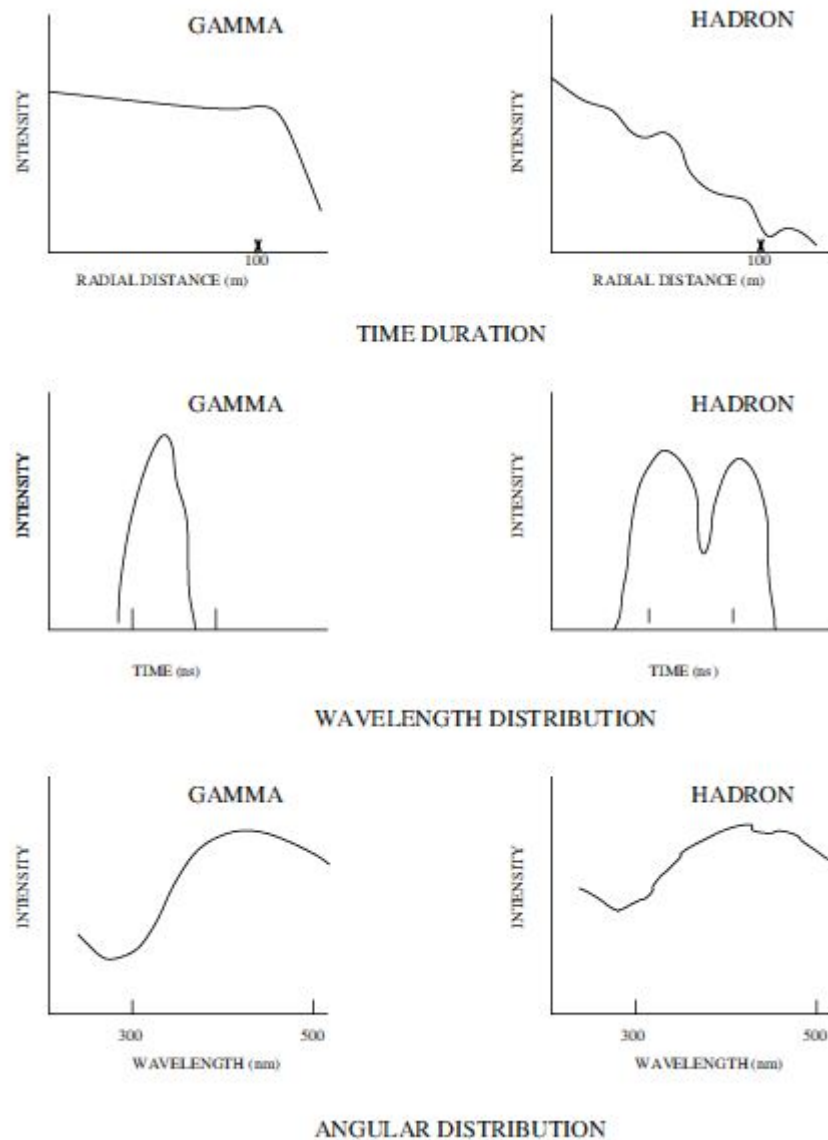 GAMMA HADRON
INTENSITY INTENSITY
100 100
RADIAL DISTANCE (m) RADIAL DISTANCE (m)
TIME DURATION
GAMMA HADRON
INTENSITY INTENSITY
TIME (ns) TIME (ns)
WAVELENGTH DISTRIBUTION
GAMMA HADRON
INTENSITY INTENSITY
300 500 300 500
WAVELENGTH (nm) WAVELENGTH (nm)
ANGULAR DISTRIBUTION